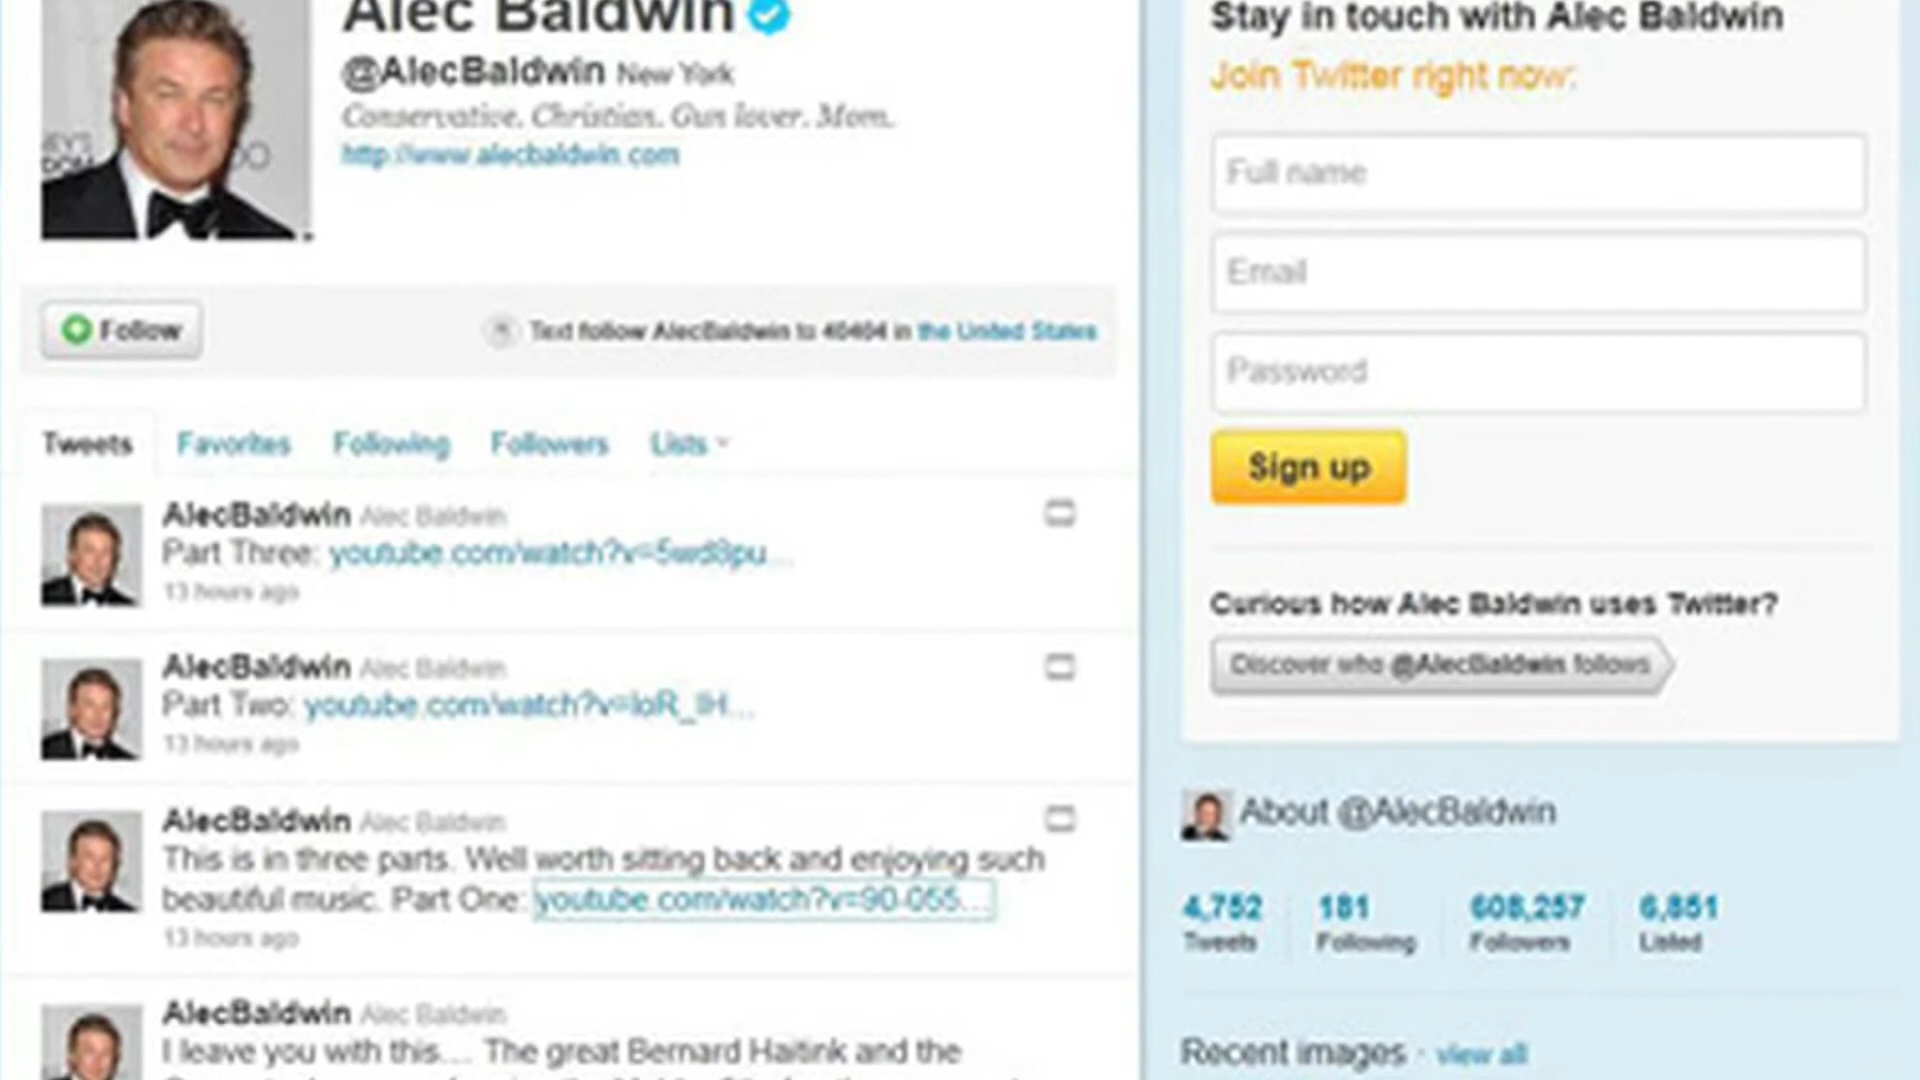 Alec Baldwin
@AlecBaldwin New York
Conservative. Christian. Gun lover. Mom.
http://www.alecbaldwin.com
Follow
Text follow AlecBaldwin to 40404 in the United States
Tweets Favorites Following Followers Lists
AlecBaldwin Alec Baldwin
Part Three: youtube.com/watch?v=5wd8pu...
13 hours ago
AlecBaldwin Alec Baldwin
Part Two: youtube.com/watch?v=IoR_IH...
13 hours ago
AlecBaldwin Alec Baldwin
This is in three parts. Well worth sitting back and enjoying such
beautiful music. Part One: youtube.com/watch?v=90-055...
13 hours ago
AlecBaldwin Alec Baldwin
I leave you with this.... The great Bernard Haitink and the
Stay in touch with Alec Baldwin
Join Twitter right now:
Full name
Email
Password
Sign up
Curious how Alec Baldwin uses Twitter?
Discover who @AlecBaldwin follows
About @AlecBaldwin
4,752 181 608,257 6,851
Tweets Following Followers Listed
Recent images · view all